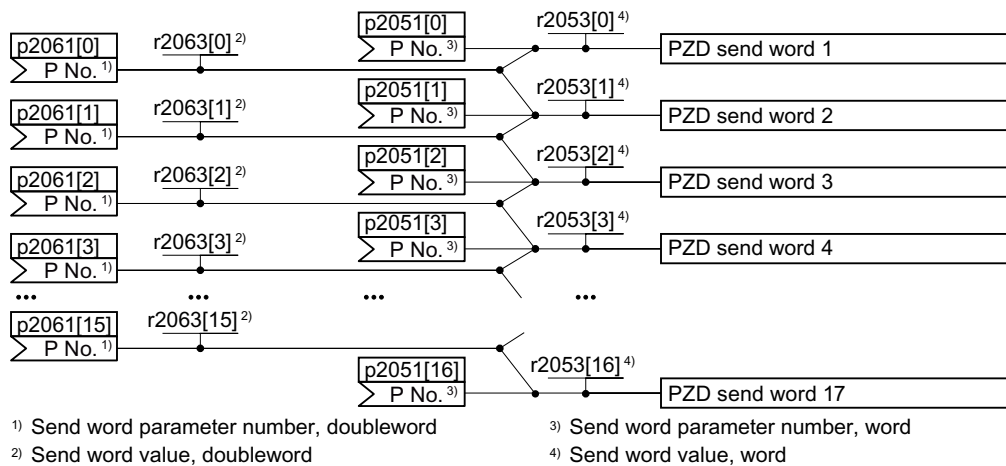 p2051[0] r2053[0] 4)
p2061[0] r2063[0] 2) P No. 3) PZD send word 1
P No. 1)
p2051[1] r2053[1] 4)
p2061[1] r2063[1] 2) P No. 3) PZD send word 2
P No. 1)
p2051[2] r2053[2] 4)
p2061[2] r2063[2] 2) P No. 3) PZD send word 3
P No. 1)
p2051[3] r2053[3] 4)
p2061[3] r2063[3] 2) P No. 3) PZD send word 4
P No. 1)
... ... ... ...
p2061[15] r2063[15] 2)
P No. 1)
p2051[16] r2053[16] 4)
P No. 3) PZD send word 17
1) Send word parameter number, doubleword
2) Send word value, doubleword
3) Send word parameter number, word
4) Send word value, word